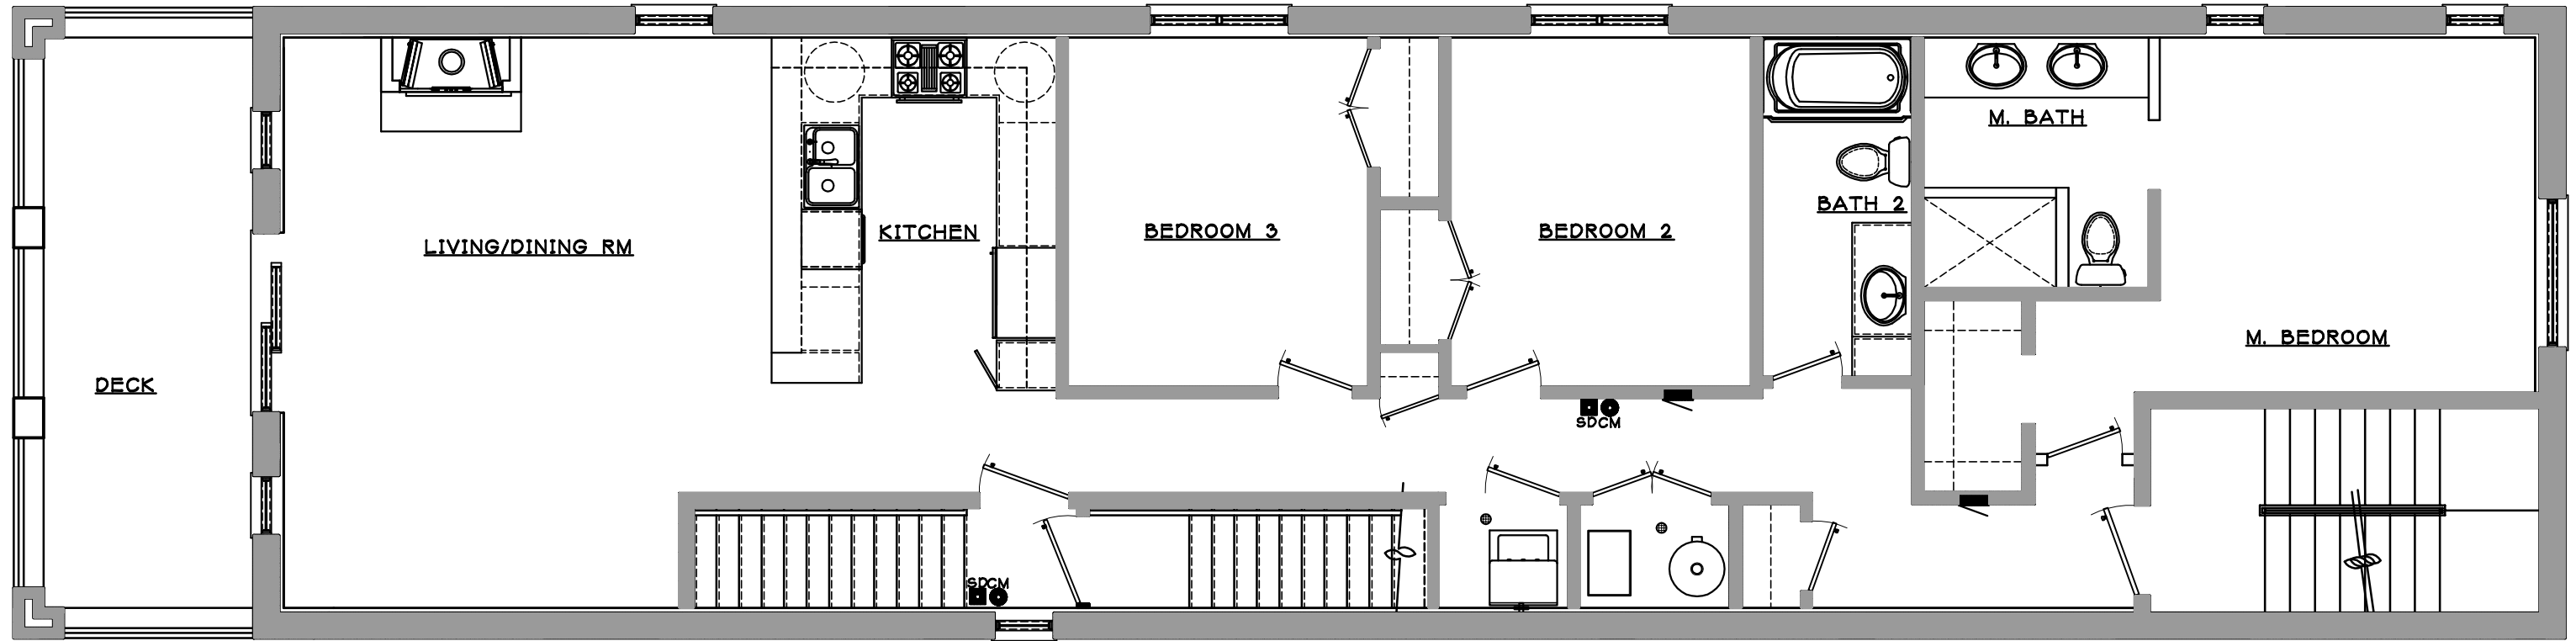 M. BATH
BATH 2
LIVING/DINING RM
KITCHEN
BEDROOM 3
BEDROOM 2
M. BEDROOM
DECK
SDCM
SDCM